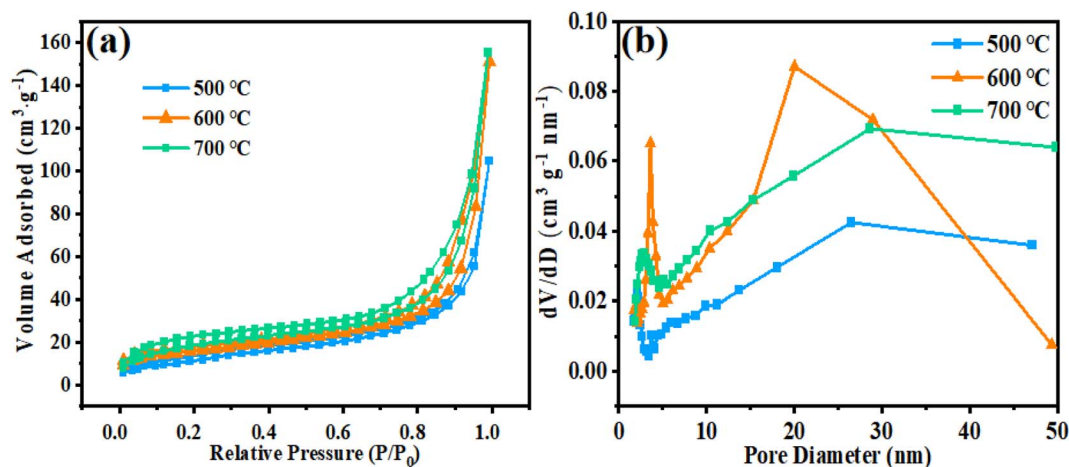 (a)
160
140
120
100
80
60
40
20
0
Volume Adsorbed (cm³·g⁻¹)
500 °C
600 °C
700 °C
0.0 0.2 0.4 0.6 0.8 1.0
Relative Pressure (P/P₀)
(b)
0.10
0.08
0.06
0.04
0.02
0.00
dV/dD (cm³ g⁻¹ nm⁻¹)
500 °C
600 °C
700 °C
0 10 20 30 40 50
Pore Diameter (nm)